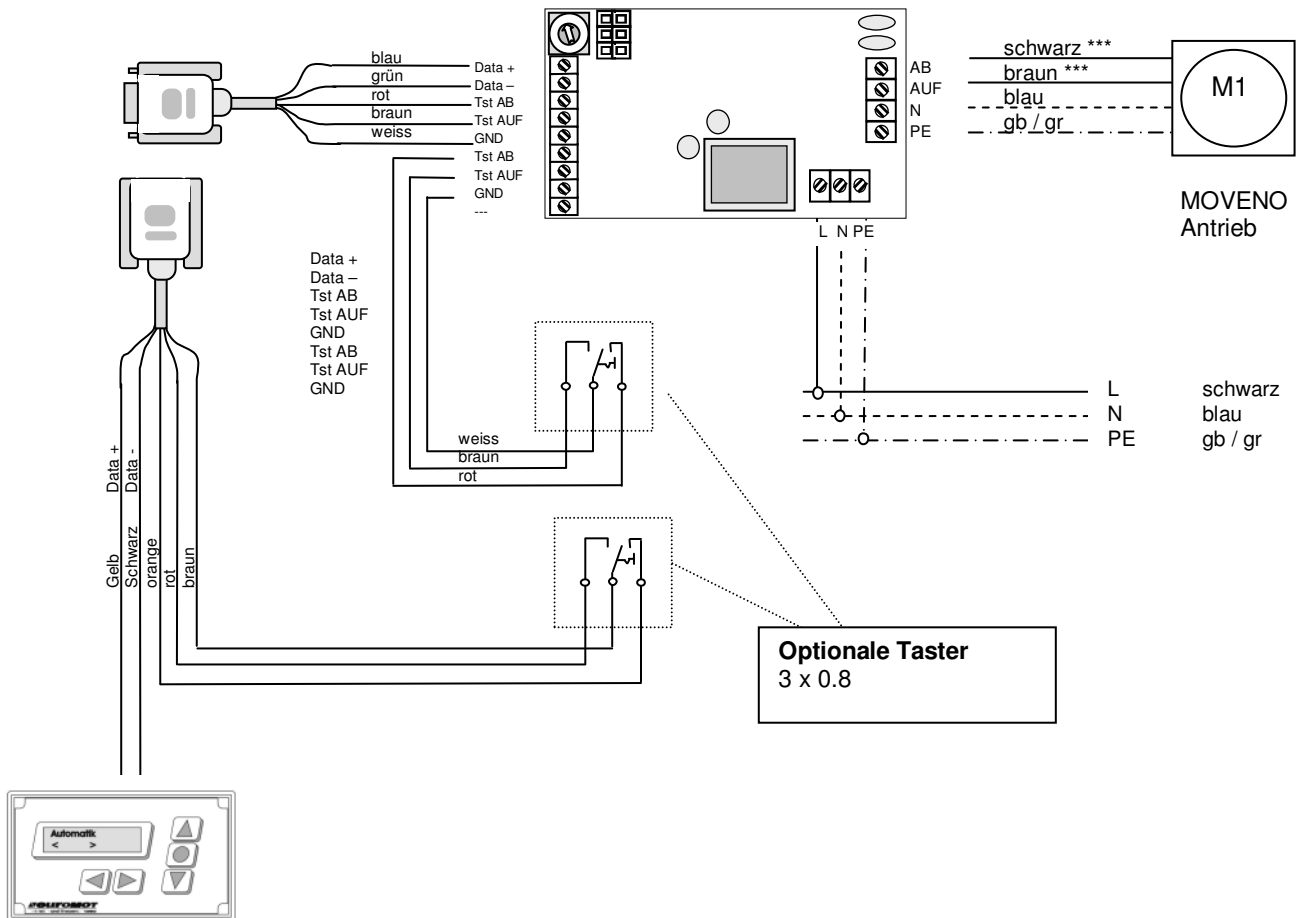 blau
grün
rot
braun
weiss
Data +
Data –
Tst AB
Tst AUF
GND
Tst AB
Tst AUF
GND
---
AB
AUF
N
PE
schwarz ***
braun ***
blau
gb / gr
M1
MOVENO
Antrieb
L N PE
Data +
Data –
Tst AB
Tst AUF
GND
Tst AB
Tst AUF
GND
L schwarz
N blau
PE gb / gr
weiss
braun
rot
Gelb Data +
Schwarz Data -
orange
rot
braun
Optionale Taster
3 x 0.8
Automatik
< >
euromot